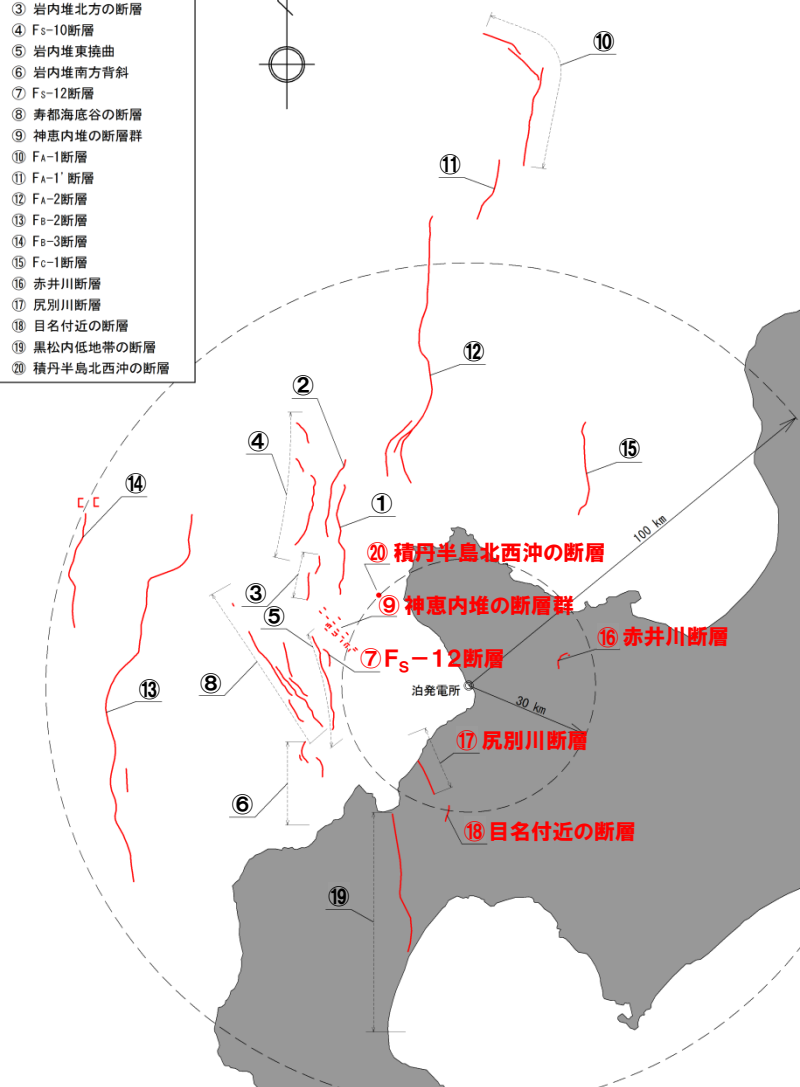 ③ 岩内堆北方の断層
④ Fs-10断層
⑤ 岩内堆東撓曲
⑥ 岩内堆南方背斜
⑦ Fs-12断層
⑧ 寿都海底谷の断層
⑨ 神恵内堆の断層群
⑩ FA-1断層
⑪ FA-1'断層
⑫ FA-2断層
⑬ FB-2断層
⑭ FB-3断層
⑮ FC-1断層
⑯ 赤井川断層
⑰ 尻別川断層
⑱ 目名付近の断層
⑲ 黒松内低地帯の断層
⑳ 積丹半島北西沖の断層
⑩
⑪
⑫
②
④
⑮
⑭
①
100 km
⑳ 積丹半島北西沖の断層
③
⑨ 神恵内堆の断層群
⑤
⑯ 赤井川断層
⑦ FS-12断層
⑧
⑬
泊発電所
30 km
⑰ 尻別川断層
⑥
⑱ 目名付近の断層
⑲